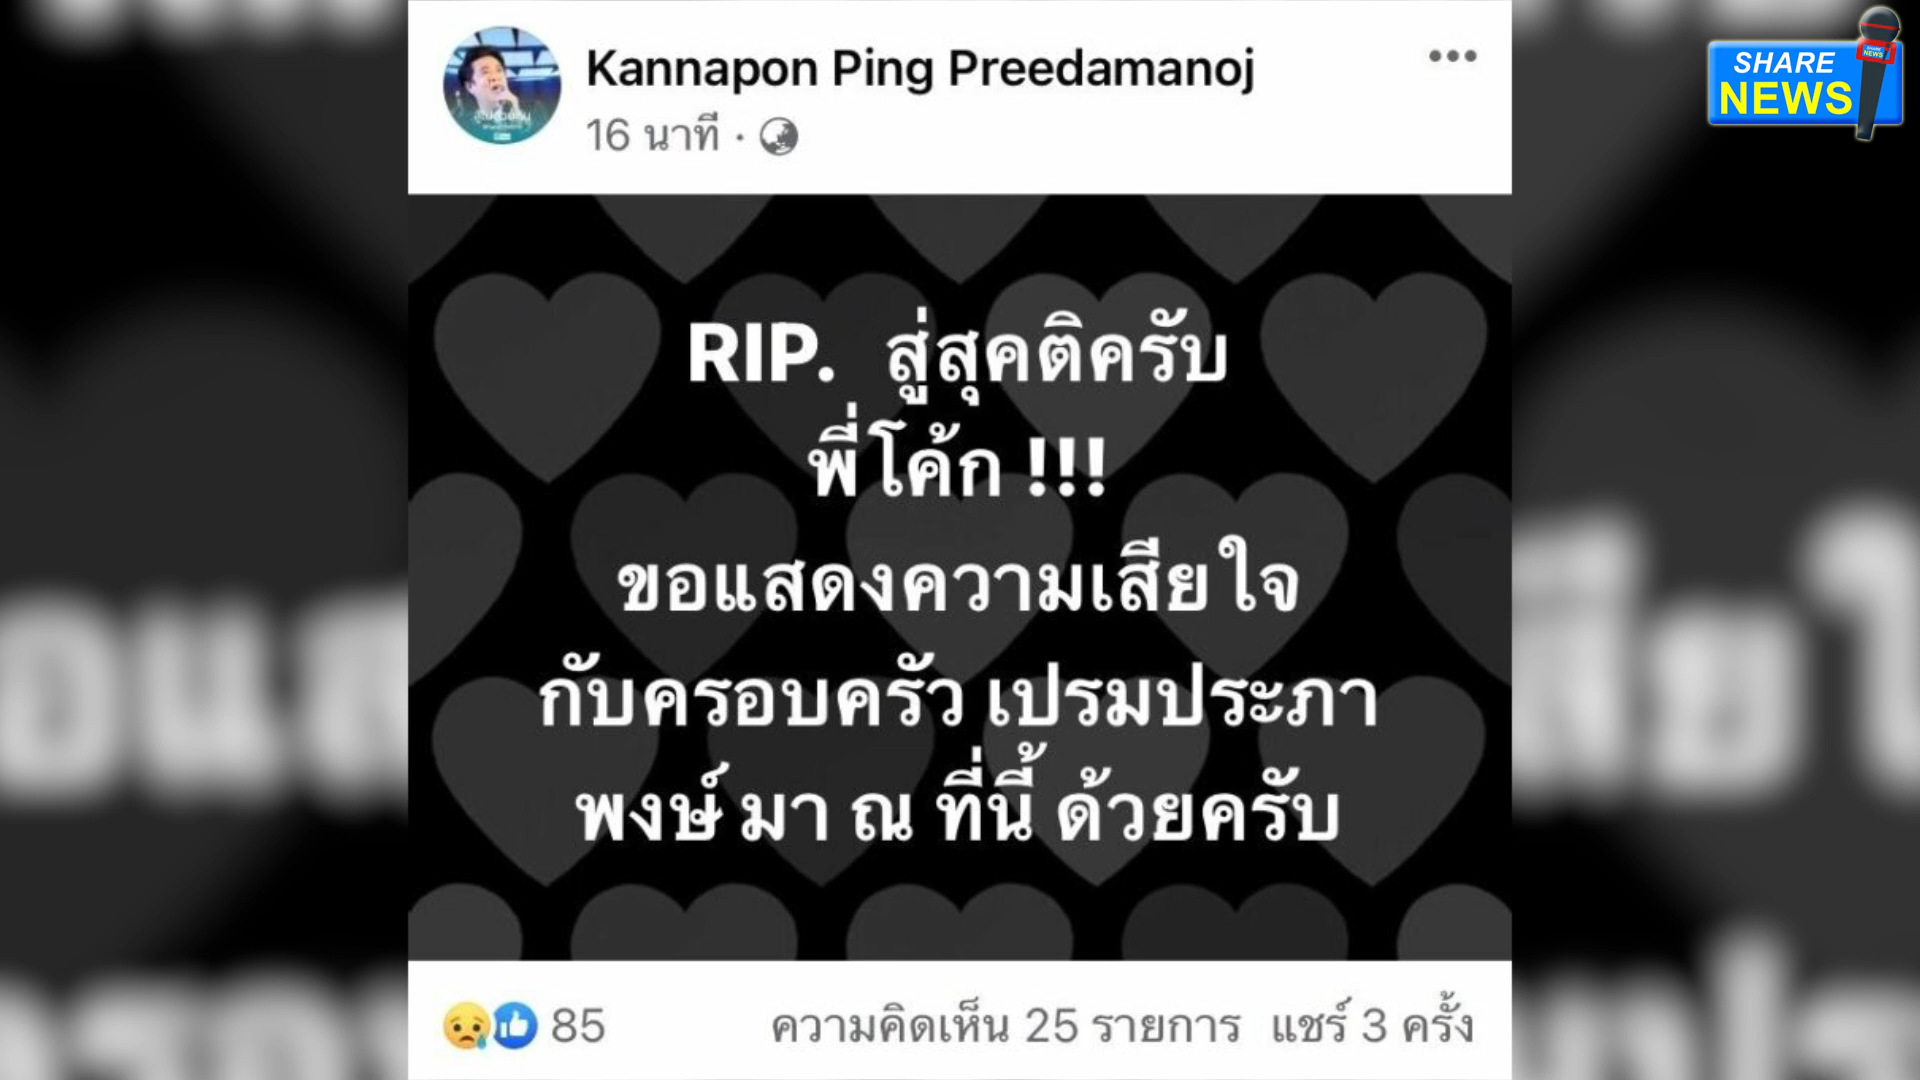 Kannapon Ping Preedamanoj
16 นาที ·
SHARE
NEWS
RIP. สู่สุคติครับ
พี่โค้ก !!!
ขอแสดงความเสียใจ
กับครอบครัว เปรมประภา
พงษ์ มา ณ ที่นี้ ด้วยครับ
85
ความคิดเห็น 25 รายการ แชร์ 3 ครั้ง